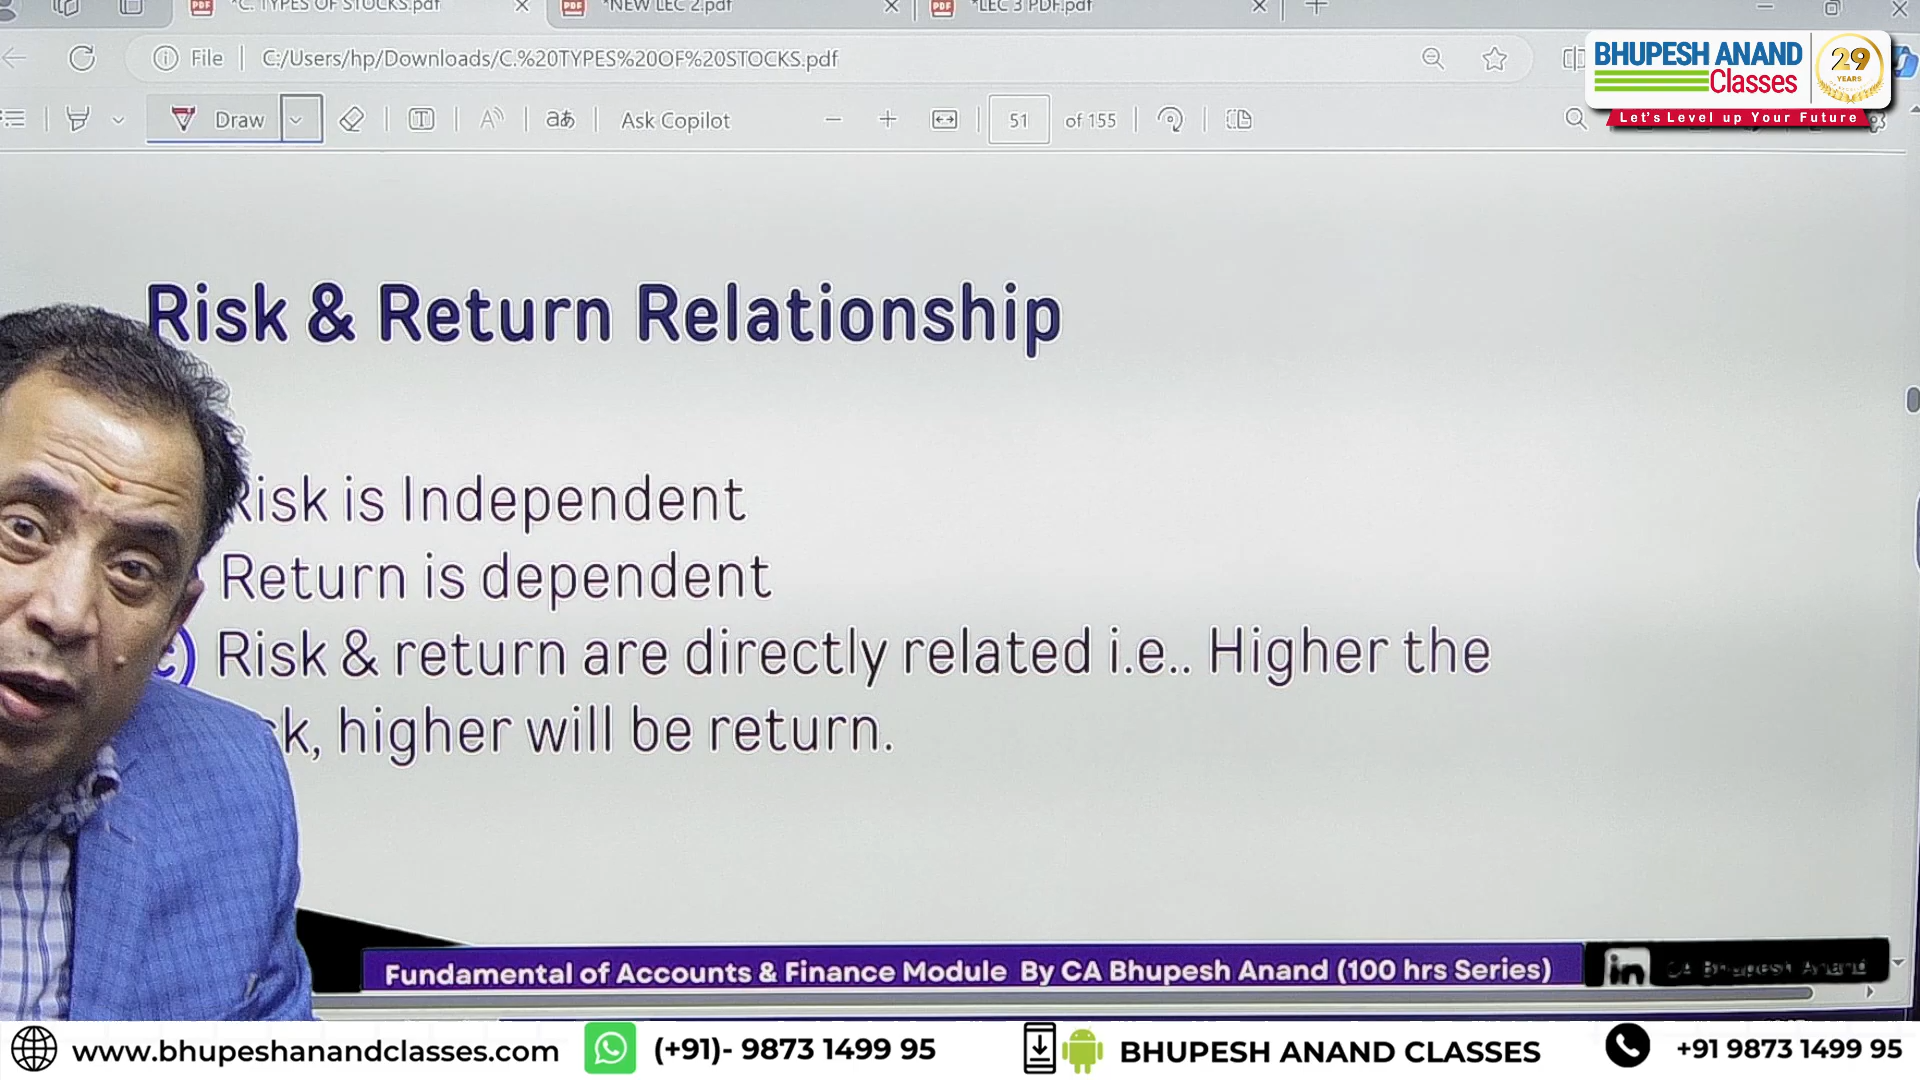 *C. TYPES OF STOCKS.pdf
*NEW LEC 2.pdf
*LEC 3 PDF.pdf
File
C:/Users/hp/Downloads/C.%20TYPES%20OF%20STOCKS.pdf
BHUPESH ANAND
Classes
29
YEARS
Let's Level up Your Future
Draw
Ask Copilot
51
of 155
Risk & Return Relationship
Risk is Independent
Return is dependent
c) Risk & return are directly related i.e.. Higher the
k, higher will be return.
Fundamental of Accounts & Finance Module By CA Bhupesh Anand (100 hrs Series)
in
CA Bhupesh Anand
www.bhupeshanandclasses.com
(+91)- 9873 1499 95
BHUPESH ANAND CLASSES
+91 9873 1499 95